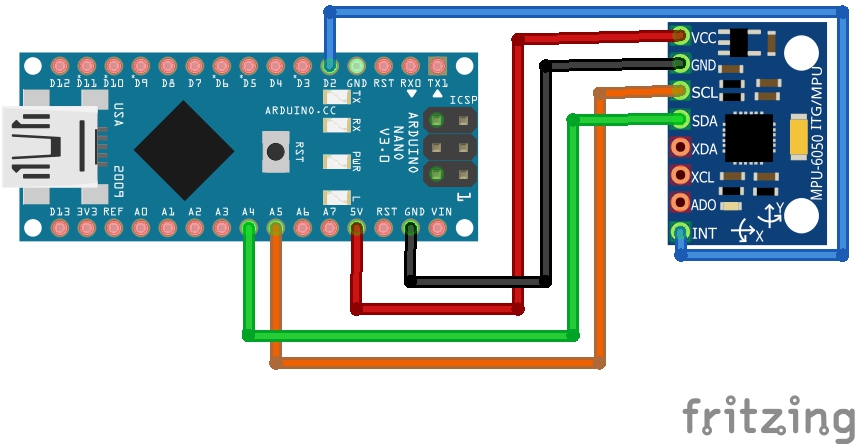 D12 D11 D10 D9 D8 D7 D6 D5 D4 D3 D2 GND RST RX0 TX1
USA
2009
ARDUINO.CC
RST
TX
RX
PWR
L
ARDUINO
NANO
V3.0
ICSP
1
D13 3V3 REF A0 A1 A2 A3 A4 A5 A6 A7 5V RST GND VIN
VCC
GND
SCL
SDA
XDA
XCL
ADO
INT
MPU-6050 ITG/MPU
Y
X
fritzing